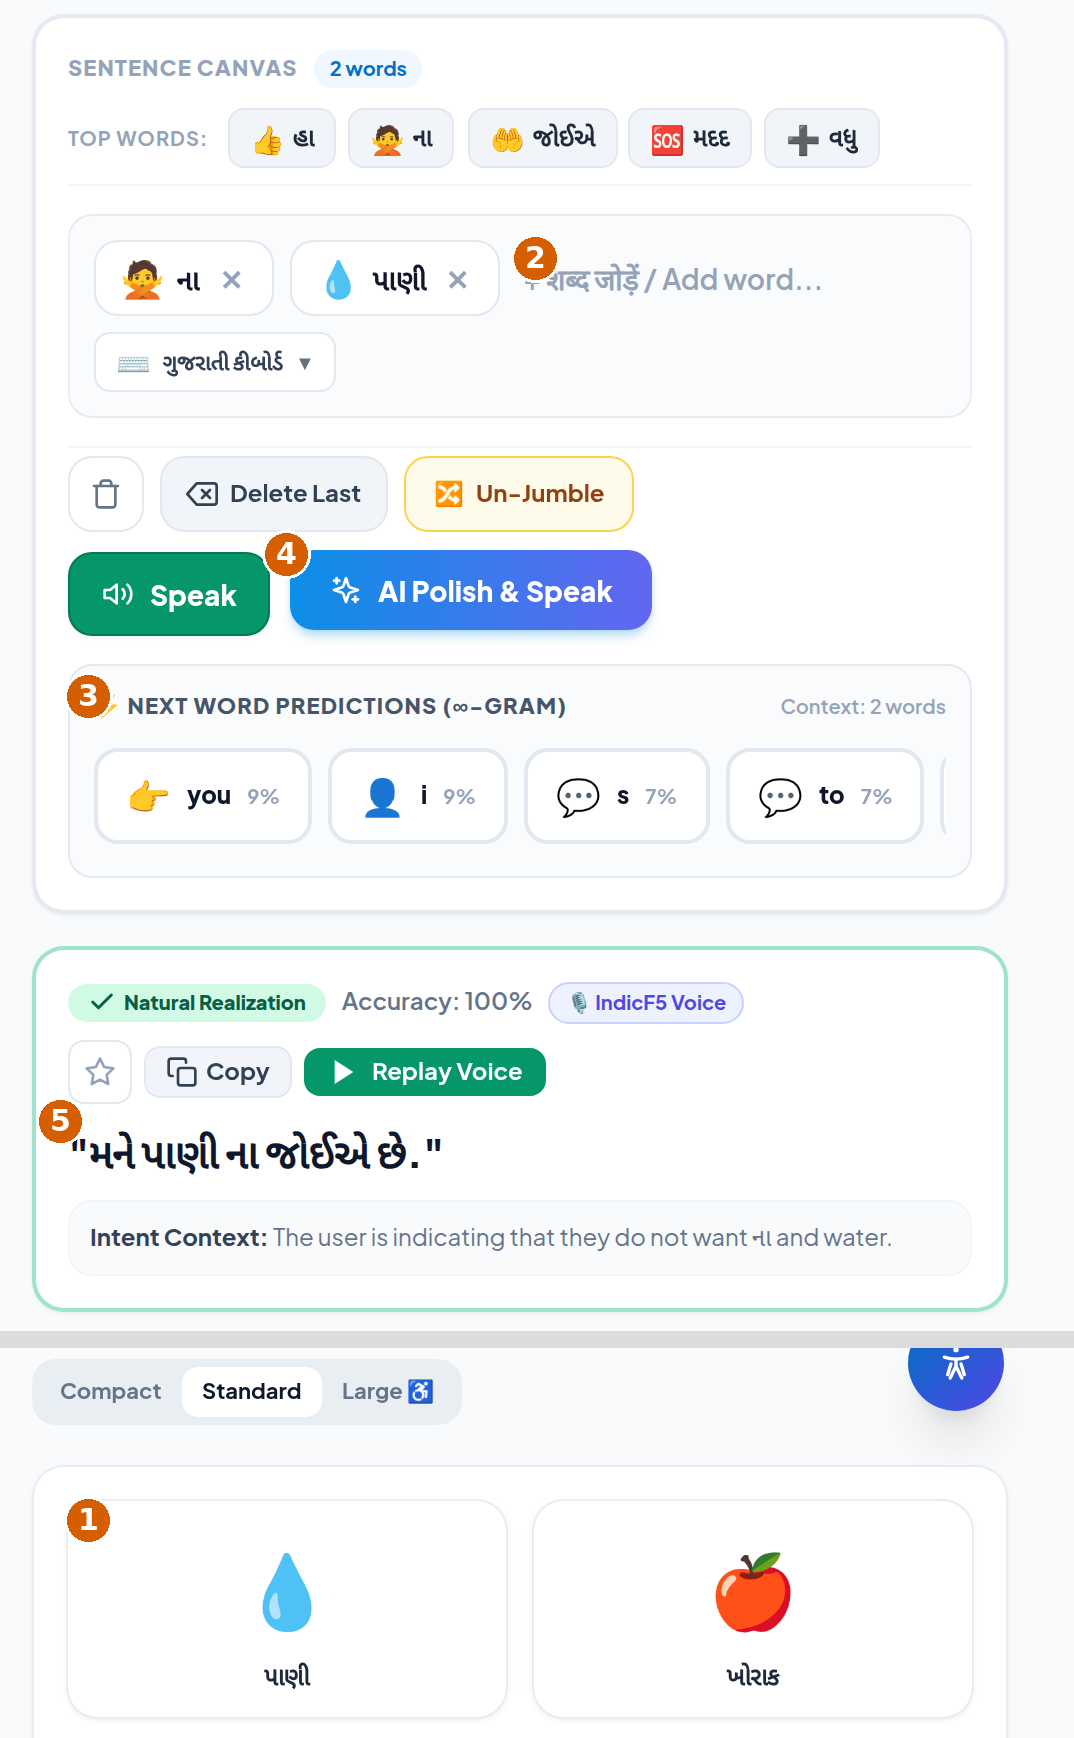 SENTENCE CANVAS 2 words
TOP WORDS: હા ના જોઈએ SOS મદદ વધુ
ના × પાણી × 2 + शब्द जोड़ें / Add word...
ગુજરાતી કીબોર્ડ ▼
Delete Last Un-Jumble
4
Speak AI Polish & Speak
3 NEXT WORD PREDICTIONS (∞-GRAM) Context: 2 words
you 9% i 9% s 7% to 7%
Natural Realization Accuracy: 100% IndicF5 Voice
Copy Replay Voice
5
"મને પાણી ના જોઈએ છે."
Intent Context: The user is indicating that they do not want ના and water.
Compact Standard Large
1
પાણી ખોરાક